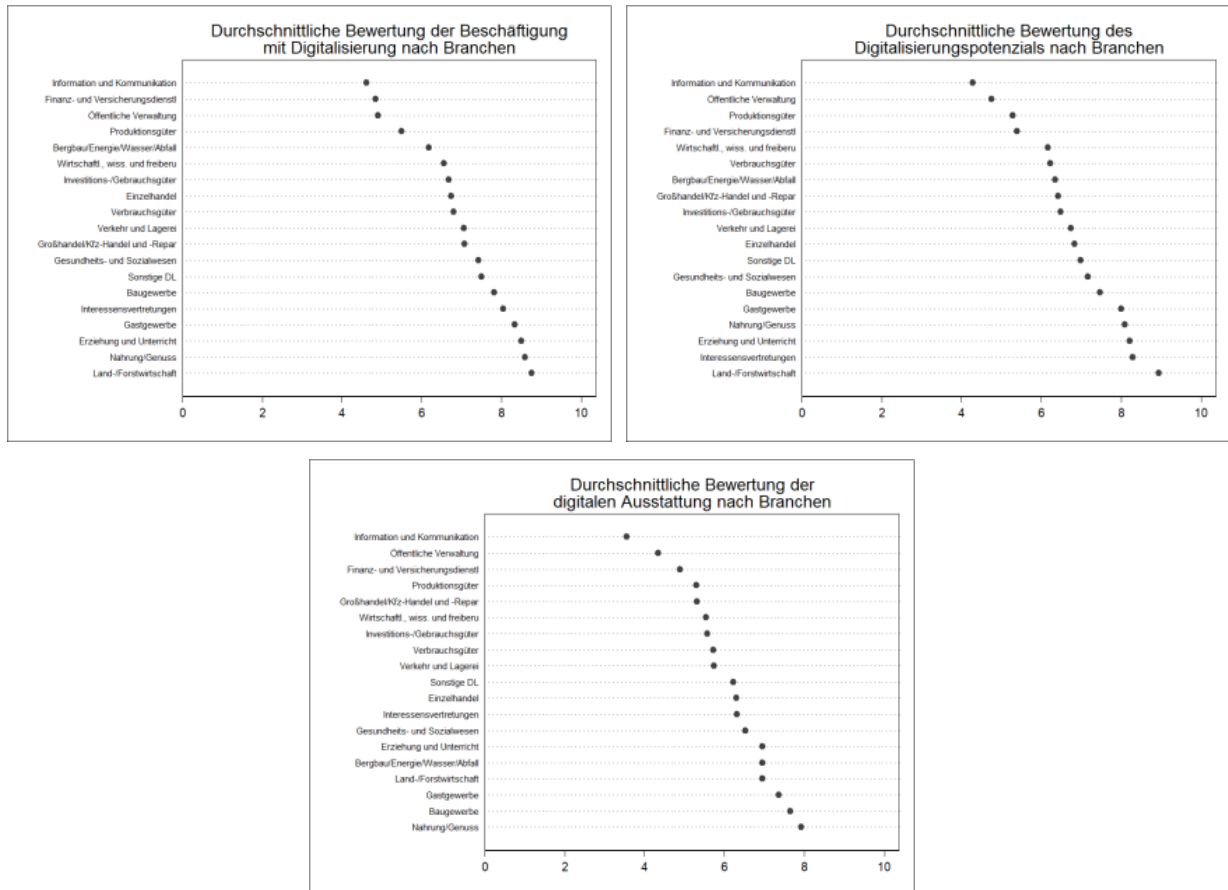 Durchschnittliche Bewertung der Beschäftigung
mit Digitalisierung nach Branchen
Information und Kommunikation
Finanz- und Versicherungsdienstl
Öffentliche Verwaltung
Produktionsgüter
Bergbau/Energie/Wasser/Abfall
Wirtschaftl., wiss. und freiberu
Investitions-/Gebrauchsgüter
Einzelhandel
Verbrauchsgüter
Verkehr und Lagerei
Großhandel/Kfz-Handel und -Repar
Gesundheits- und Sozialwesen
Sonstige DL
Baugewerbe
Interessensvertretungen
Gastgewerbe
Erziehung und Unterricht
Nahrung/Genuss
Land-/Forstwirtschaft
0 2 4 6 8 10
Durchschnittliche Bewertung des
Digitalisierungspotenzials nach Branchen
Information und Kommunikation
Öffentliche Verwaltung
Produktionsgüter
Finanz- und Versicherungsdienstl
Wirtschaftl., wiss. und freiberu
Verbrauchsgüter
Bergbau/Energie/Wasser/Abfall
Großhandel/Kfz-Handel und -Repar
Investitions-/Gebrauchsgüter
Verkehr und Lagerei
Einzelhandel
Sonstige DL
Gesundheits- und Sozialwesen
Baugewerbe
Gastgewerbe
Nahrung/Genuss
Erziehung und Unterricht
Interessensvertretungen
Land-/Forstwirtschaft
0 2 4 6 8 10
Durchschnittliche Bewertung der
digitalen Ausstattung nach Branchen
Information und Kommunikation
Öffentliche Verwaltung
Finanz- und Versicherungsdienstl
Produktionsgüter
Großhandel/Kfz-Handel und -Repar
Wirtschaftl., wiss. und freiberu
Investitions-/Gebrauchsgüter
Verbrauchsgüter
Verkehr und Lagerei
Sonstige DL
Einzelhandel
Interessensvertretungen
Gesundheits- und Sozialwesen
Erziehung und Unterricht
Bergbau/Energie/Wasser/Abfall
Land-/Forstwirtschaft
Gastgewerbe
Baugewerbe
Nahrung/Genuss
0 2 4 6 8 10